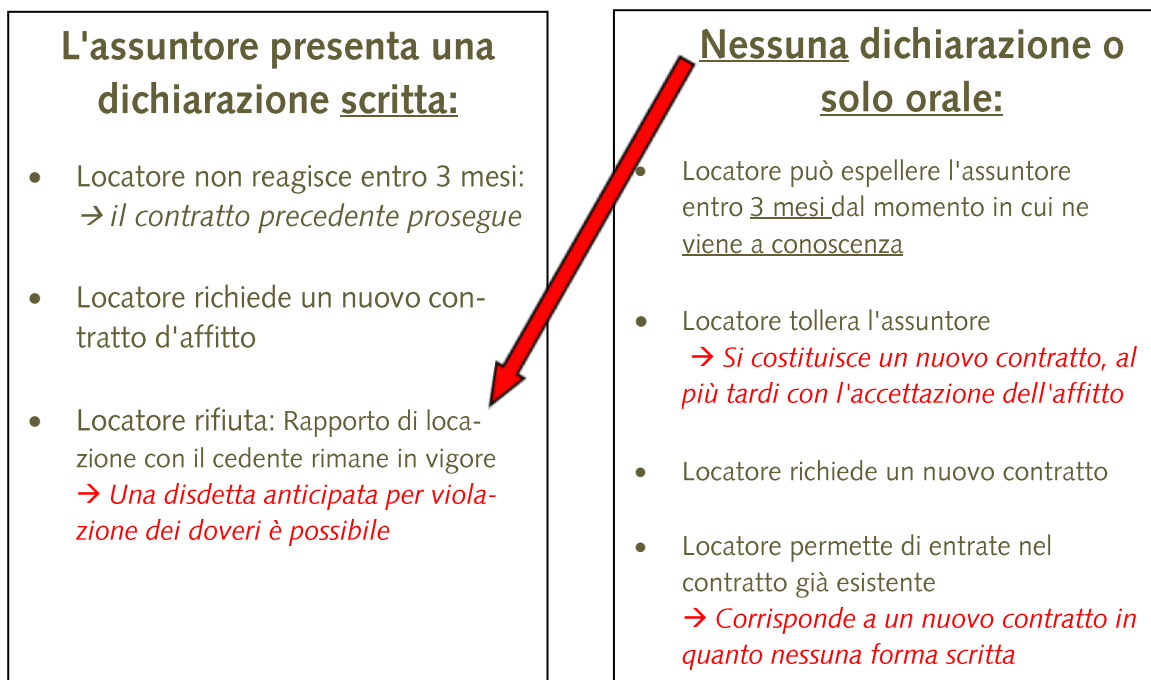 L'assuntore presenta una
dichiarazione scritta:
• Locatore non reagisce entro 3 mesi:
→ il contratto precedente prosegue
• Locatore richiede un nuovo con-
tratto d'affitto
• Locatore rifiuta: Rapporto di loca-
zione con il cedente rimane in vigore
→ Una disdetta anticipata per viola-
zione dei doveri è possibile
Nessuna dichiarazione o
solo orale:
• Locatore può espellere l'assuntore
entro 3 mesi dal momento in cui ne
viene a conoscenza
• Locatore tollera l'assuntore
→ Si costituisce un nuovo contratto, al
più tardi con l'accettazione dell'affitto
• Locatore richiede un nuovo contratto
• Locatore permette di entrate nel
contratto già esistente
→ Corrisponde a un nuovo contratto in
quanto nessuna forma scritta